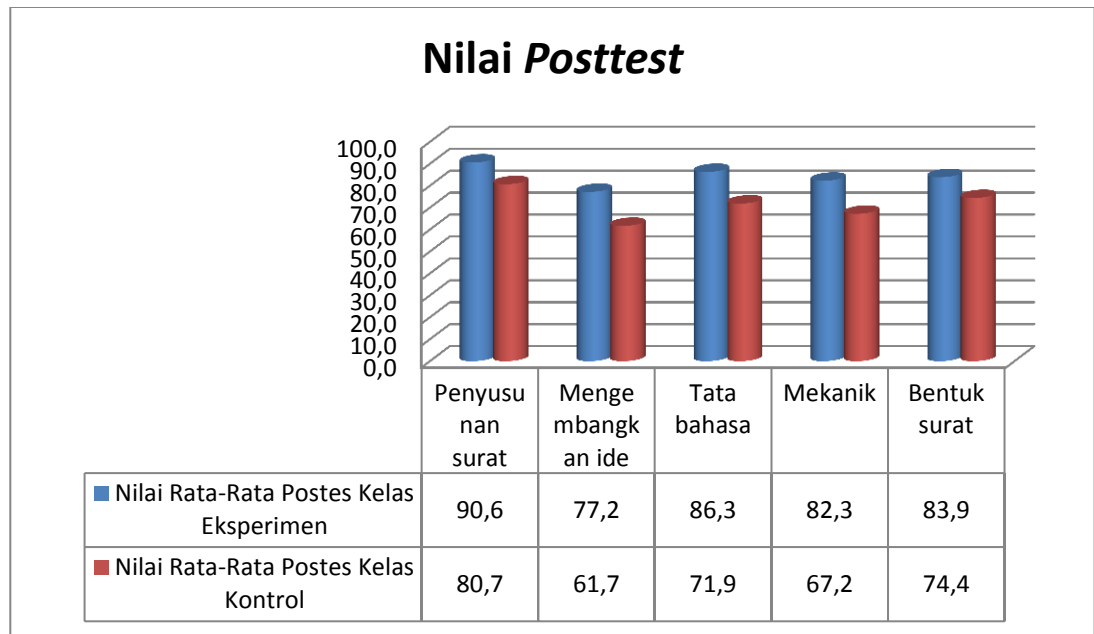 Nilai Posttest
100,0
90,0
80,0
70,0
60,0
50,0
40,0
30,0
20,0
10,0
0,0
Penyusu
nan
surat
Menge
mbangk
an ide
Tata
bahasa
Mekanik
Bentuk
surat
Nilai Rata-Rata Postes Kelas
Eksperimen
90,6
77,2
86,3
82,3
83,9
Nilai Rata-Rata Postes Kelas
Kontrol
80,7
61,7
71,9
67,2
74,4